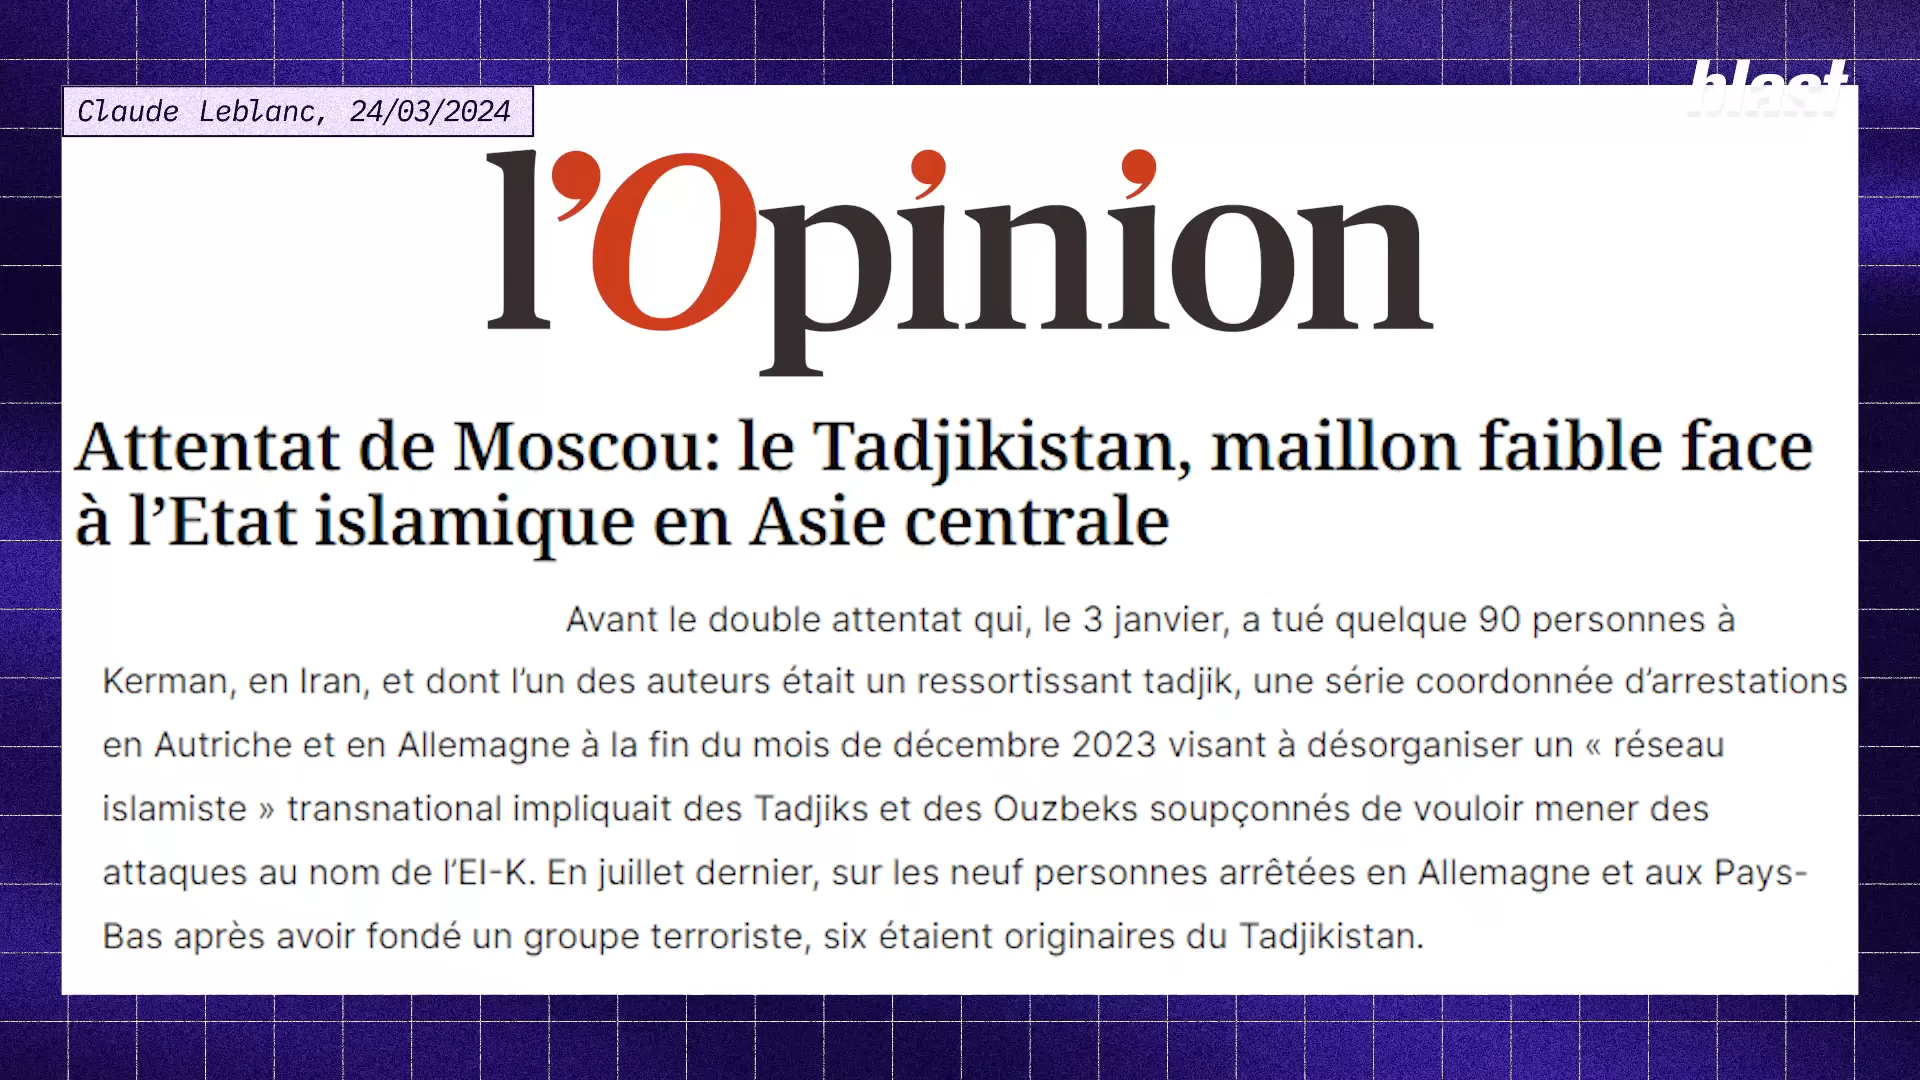 blast
Claude Leblanc, 24/03/2024
l’Opinion
Attentat de Moscou: le Tadjikistan, maillon faible face
à l’Etat islamique en Asie centrale
Avant le double attentat qui, le 3 janvier, a tué quelque 90 personnes à
Kerman, en Iran, et dont l’un des auteurs était un ressortissant tadjik, une série coordonnée d’arrestations
en Autriche et en Allemagne à la fin du mois de décembre 2023 visant à désorganiser un « réseau
islamiste » transnational impliquait des Tadjiks et des Ouzbeks soupçonnés de vouloir mener des
attaques au nom de l’EI-K. En juillet dernier, sur les neuf personnes arrêtées en Allemagne et aux Pays-
Bas après avoir fondé un groupe terroriste, six étaient originaires du Tadjikistan.